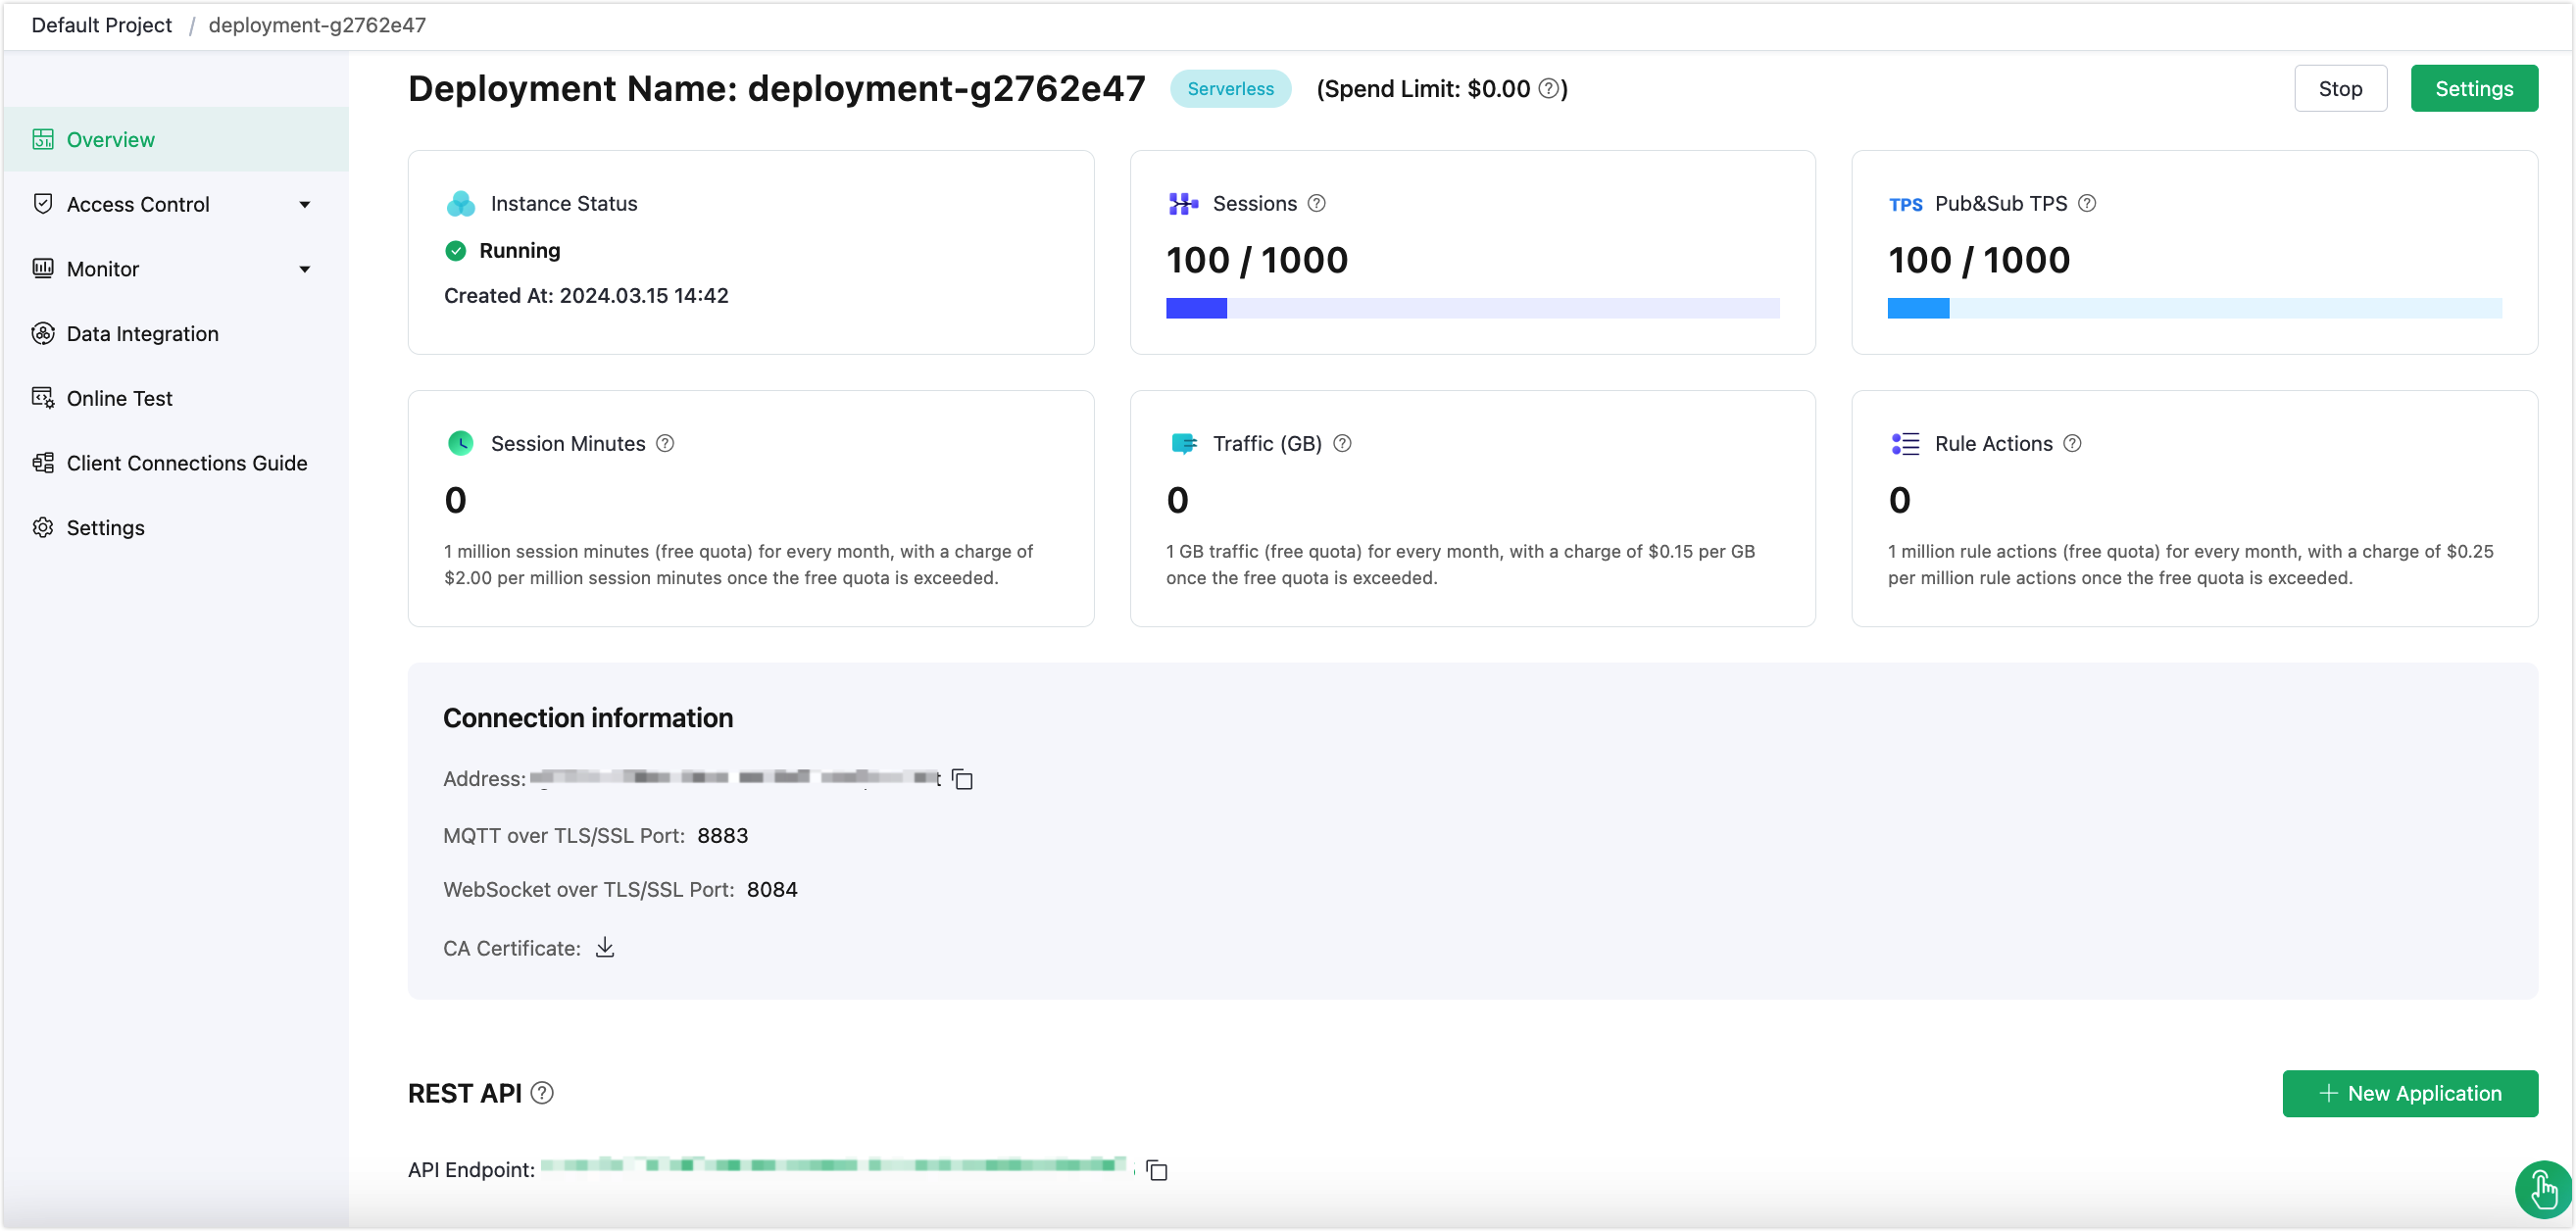 Default Project / deployment-g2762e47
Overview
Access Control
Monitor
Data Integration
Online Test
Client Connections Guide
Settings
Deployment Name: deployment-g2762e47 Serverless (Spend Limit: $0.00 ?)
Stop
Settings
Instance Status
Running
Created At: 2024.03.15 14:42
Sessions ?
100 / 1000
TPS Pub&Sub TPS ?
100 / 1000
Session Minutes ?
0
1 million session minutes (free quota) for every month, with a charge of
$2.00 per million session minutes once the free quota is exceeded.
Traffic (GB) ?
0
1 GB traffic (free quota) for every month, with a charge of $0.15 per GB
once the free quota is exceeded.
Rule Actions ?
0
1 million rule actions (free quota) for every month, with a charge of $0.25
per million rule actions once the free quota is exceeded.
Connection information
Address:
MQTT over TLS/SSL Port: 8883
WebSocket over TLS/SSL Port: 8084
CA Certificate:
REST API ?
+ New Application
API Endpoint: